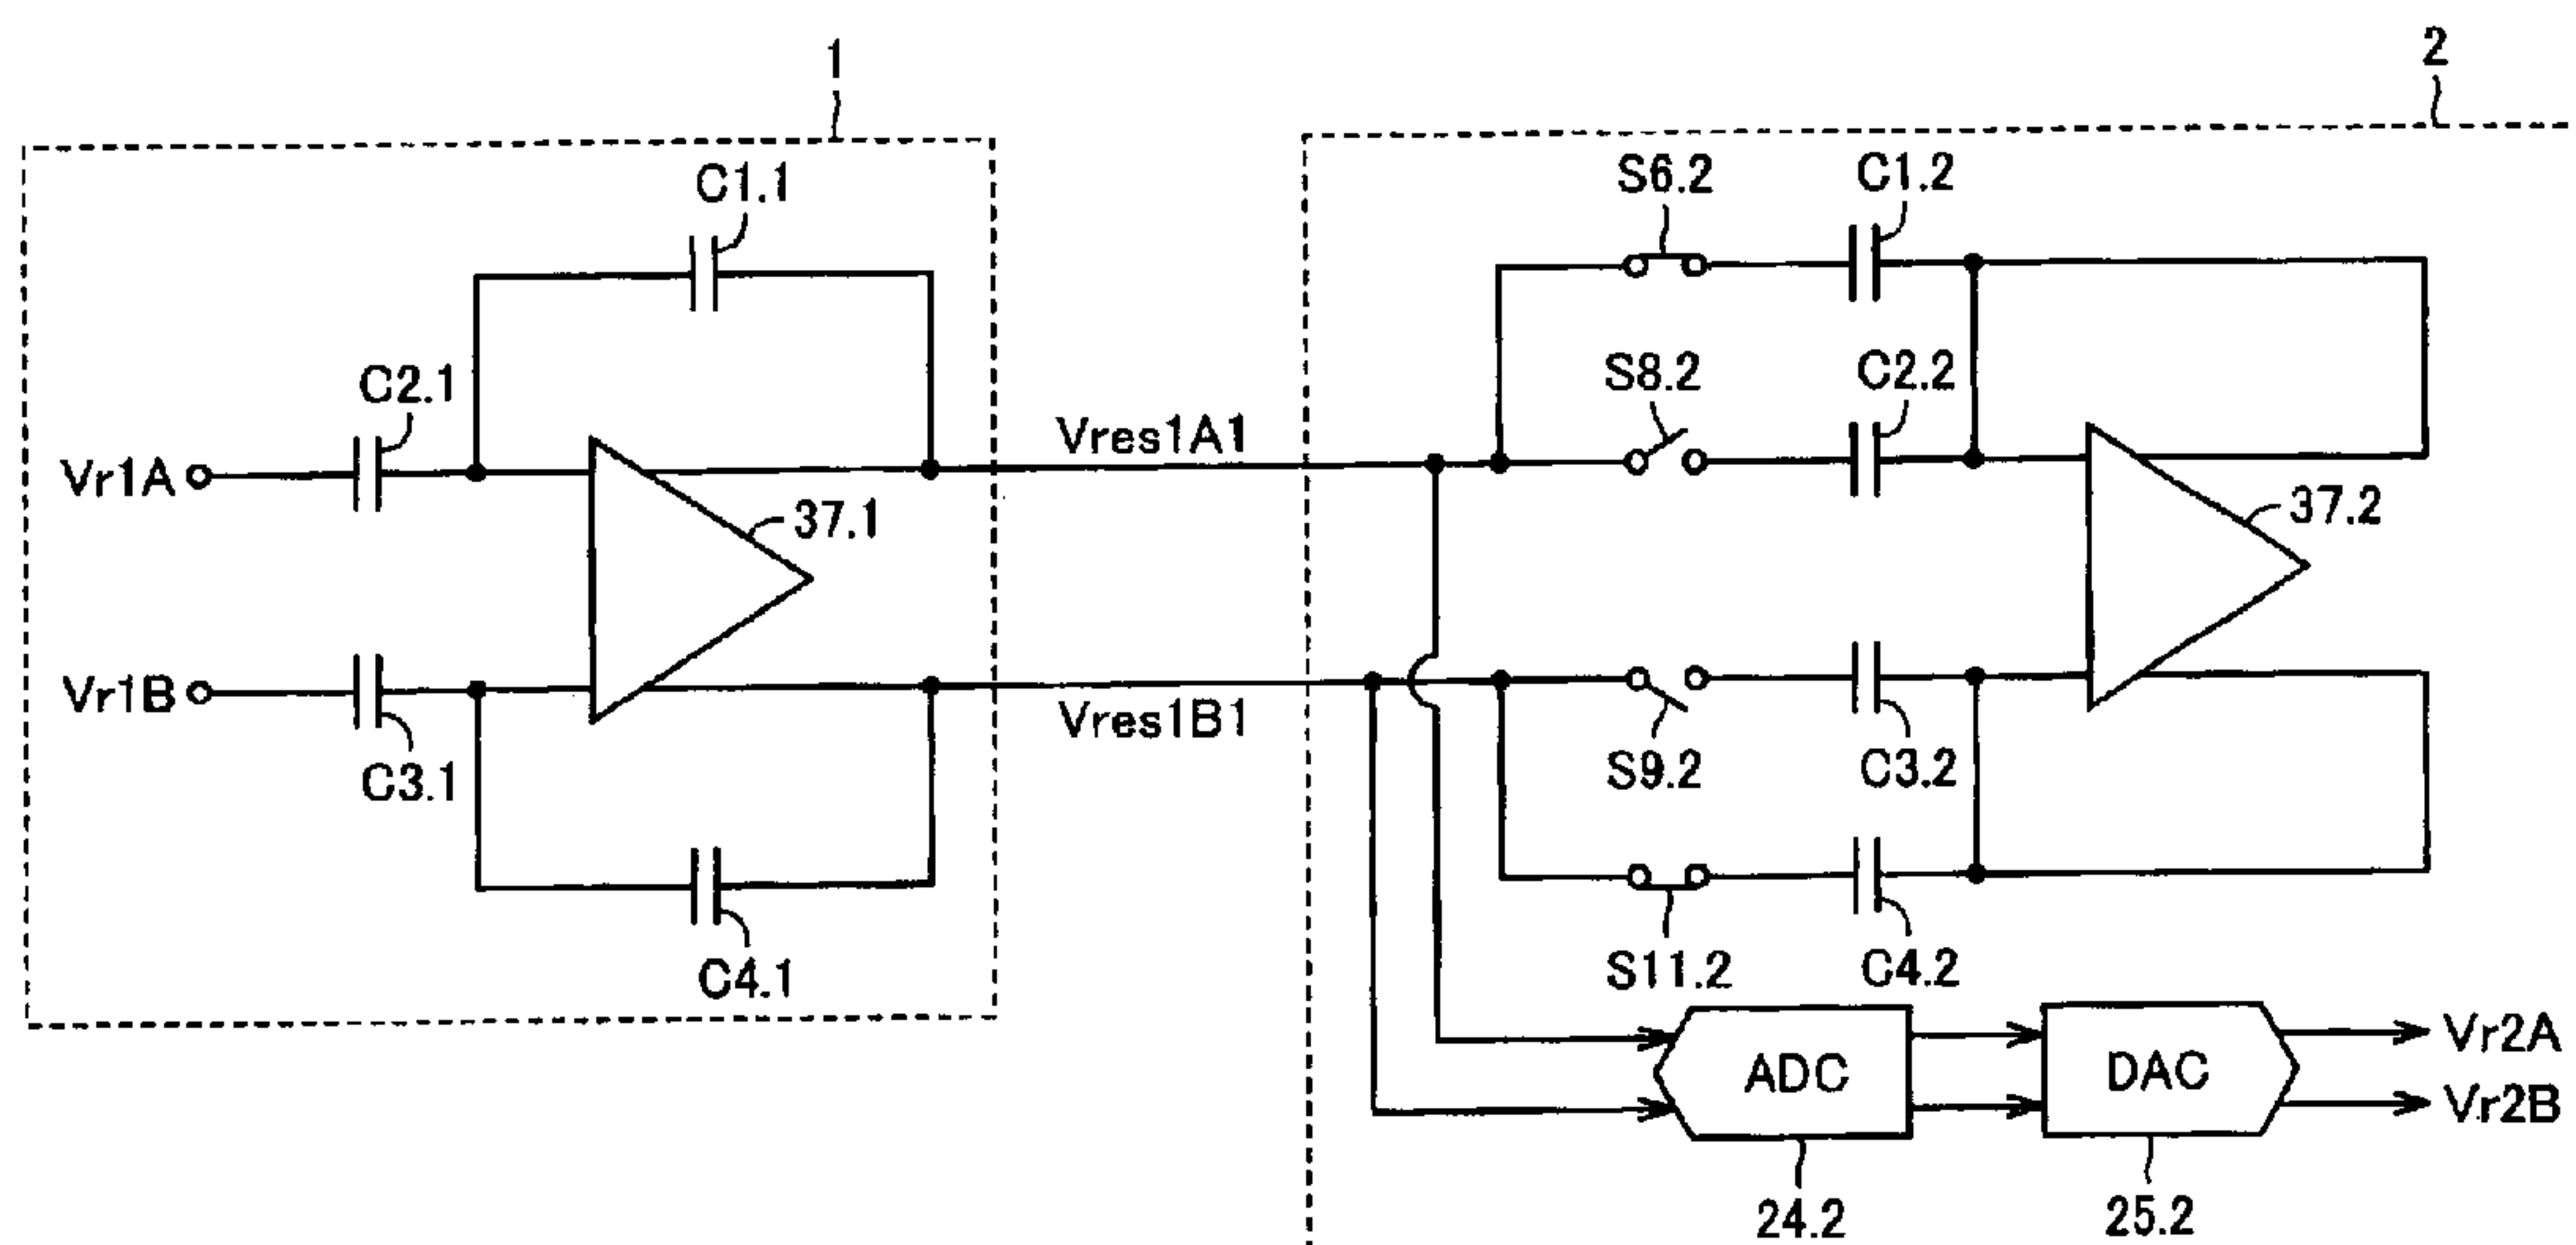 1
2
C1.1
S6.2
C1.2
C2.1
S8.2
C2.2
Vr1A
Vres1A1
37.1
37.2
Vr1B
Vres1B1
C3.1
S9.2
C3.2
C4.1
S11.2
C4.2
ADC
DAC
Vr2A
Vr2B
24.2
25.2